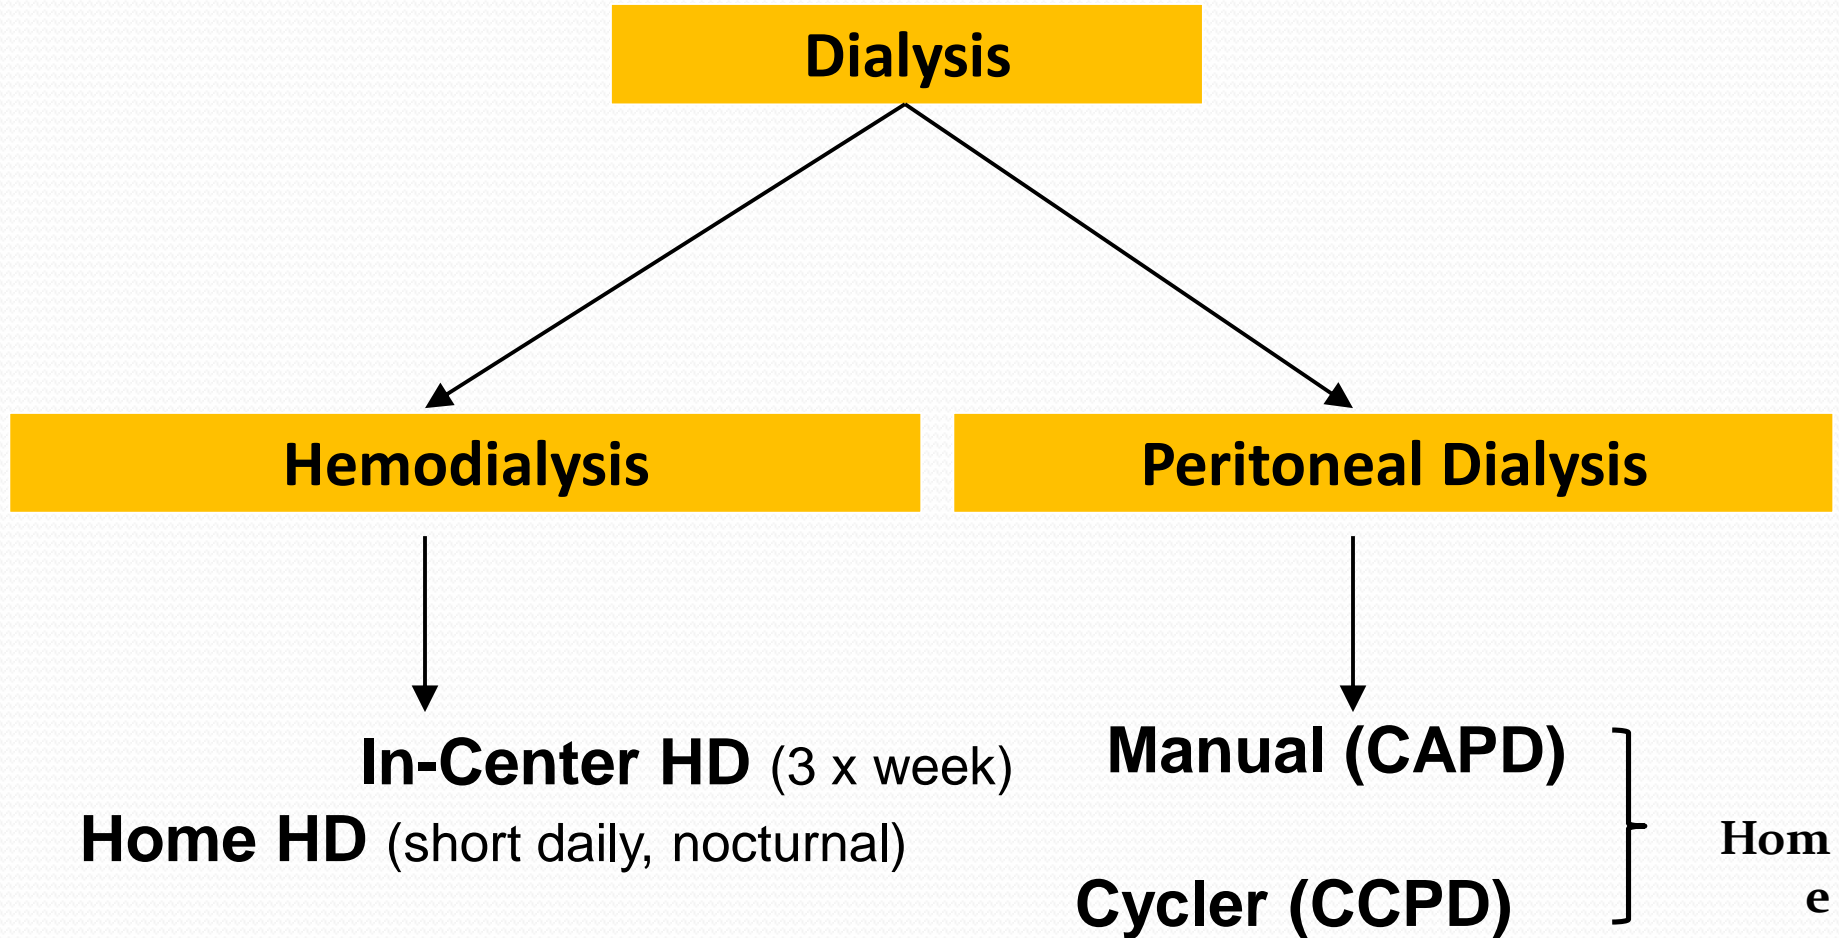 Dialysis
Hemodialysis
Peritoneal Dialysis
In-Center HD (3 x week)
Home HD (short daily, nocturnal)
Manual (CAPD)
Cycler (CCPD)
Hom
e